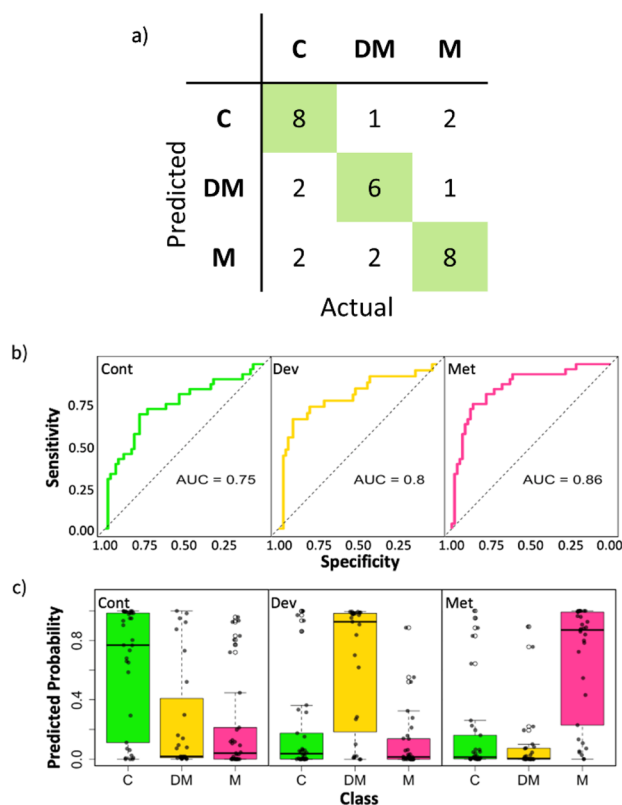 a)
C DM M
Predicted
C 8 1 2
DM 2 6 1
M 2 2 8
Actual
b)
Cont Dev Met
Sensitivity
0.75
0.50
0.25
0.00
AUC = 0.75 AUC = 0.8 AUC = 0.86
1.00 0.75 0.50 0.25 1.00 0.75 0.50 0.25 1.00 0.75 0.50 0.25 0.00
Specificity
c)
Cont Dev Met
Predicted Probability
0.8
0.4
0.0
C DM M C DM M C DM M
Class